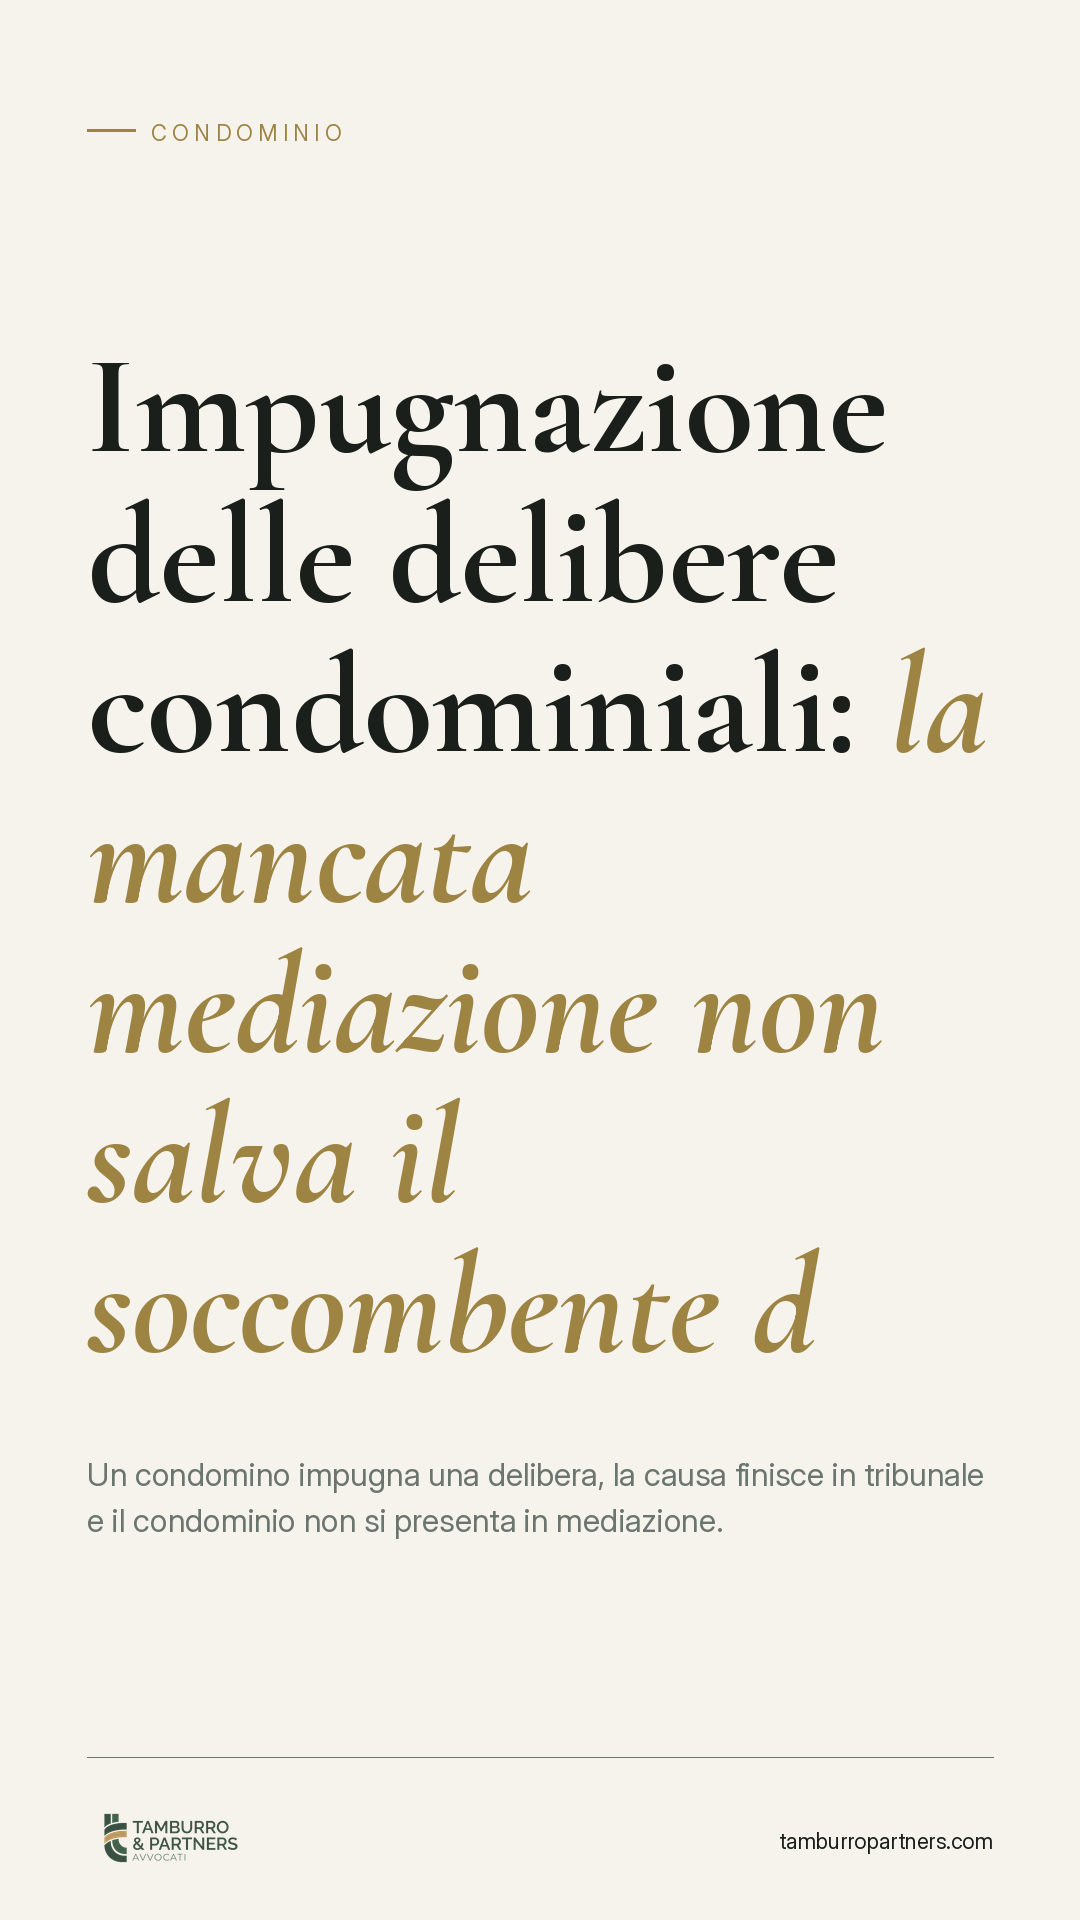 CONDOMINIO
Impugnazione
delle delibere
condominiali: la
mancata
mediazione non
salva il
soccombente d
Un condomino impugna una delibera, la causa finisce in tribunale
e il condominio non si presenta in mediazione.
TAMBURRO
& PARTNERS
AVVOCATI
tamburropartners.com